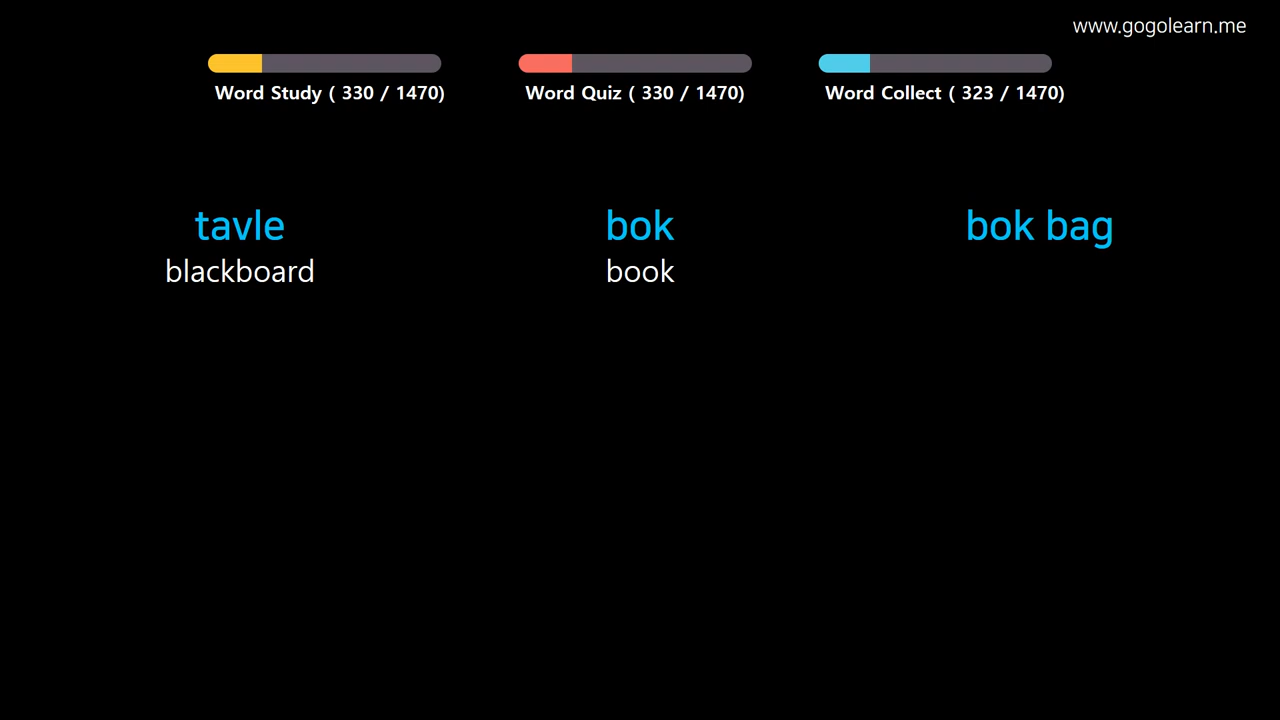 www.gogolearn.me
Word Study ( 330 / 1470)
Word Quiz ( 330 / 1470)
Word Collect ( 323 / 1470)
tavle
blackboard
bok
book
bok bag